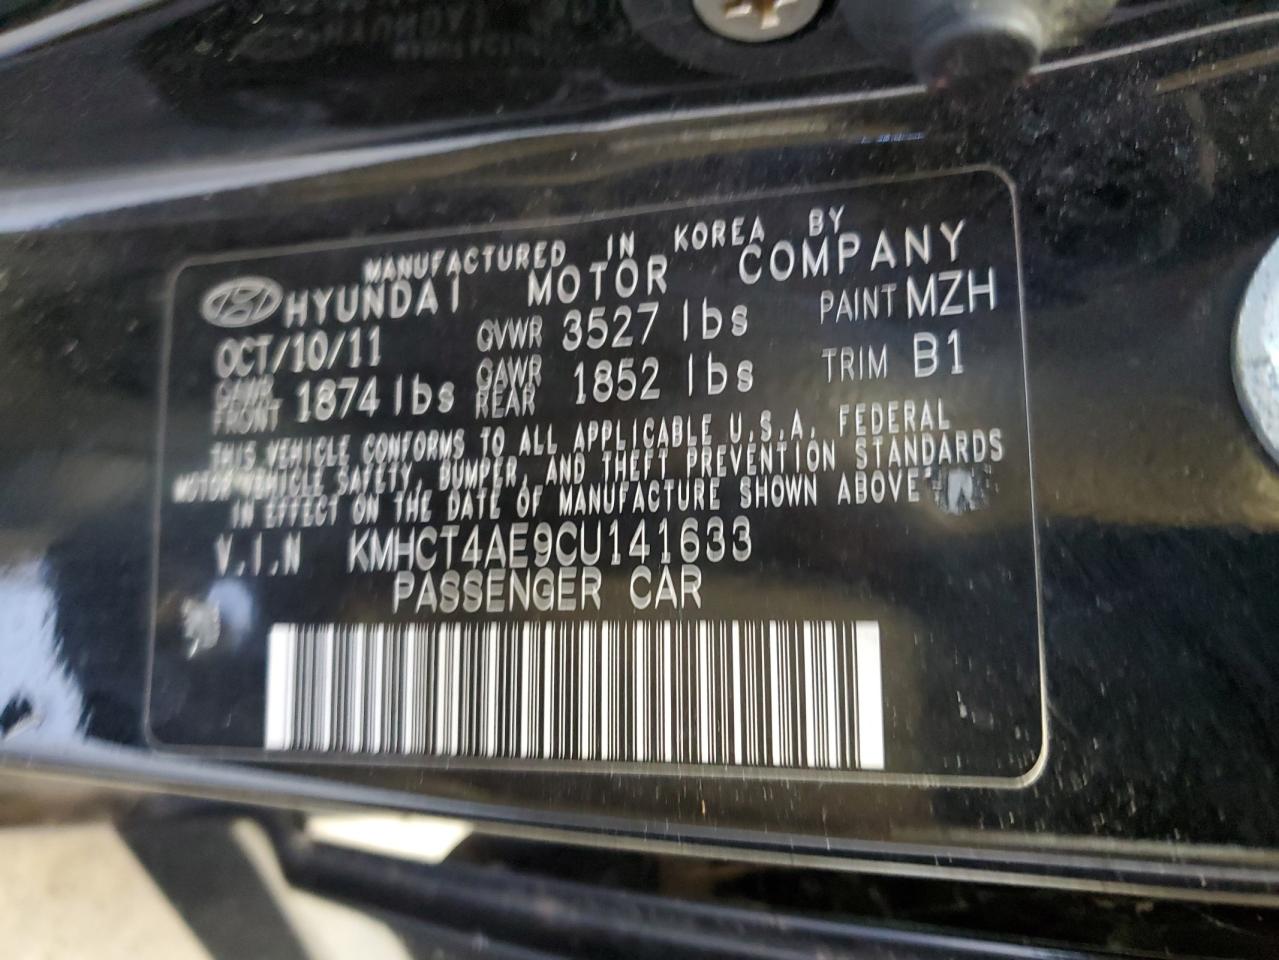 MANUFACTURED IN KOREA BY
HYUNDAI MOTOR COMPANY
OCT/10/11 GVWR 3527 lbs PAINT MZH
GAWR FRONT 1874 lbs GAWR REAR 1852 lbs TRIM B1
THIS VEHICLE CONFORMS TO ALL APPLICABLE U.S.A. FEDERAL
MOTOR VEHICLE SAFETY, BUMPER, AND THEFT PREVENTION STANDARDS
IN EFFECT ON THE DATE OF MANUFACTURE SHOWN ABOVE
V.I.N KMHCT4AE9CU141633
PASSENGER CAR